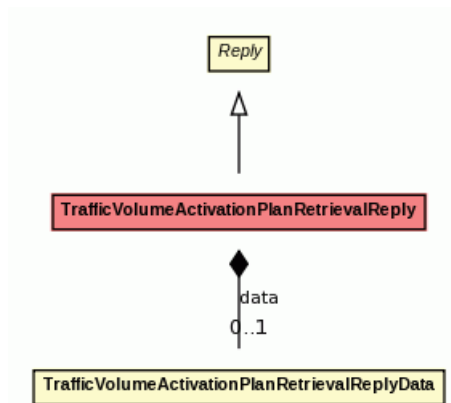 Reply
TrafficVolumeActivationPlanRetrievalReply
data
0..1
TrafficVolumeActivationPlanRetrievalReplyData